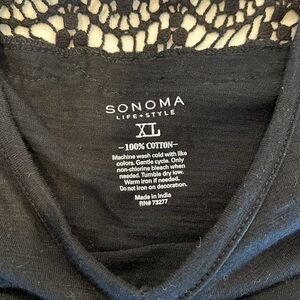 SONOMA
LIFE+STYLE
XL
-100% COTTON-
Machine wash cold with like
colors. Gentle cycle. Only
non-chlorine bleach when
needed. Tumble dry low.
Warm iron if needed.
Do not iron on decoration.
Made in India
RN# 73277